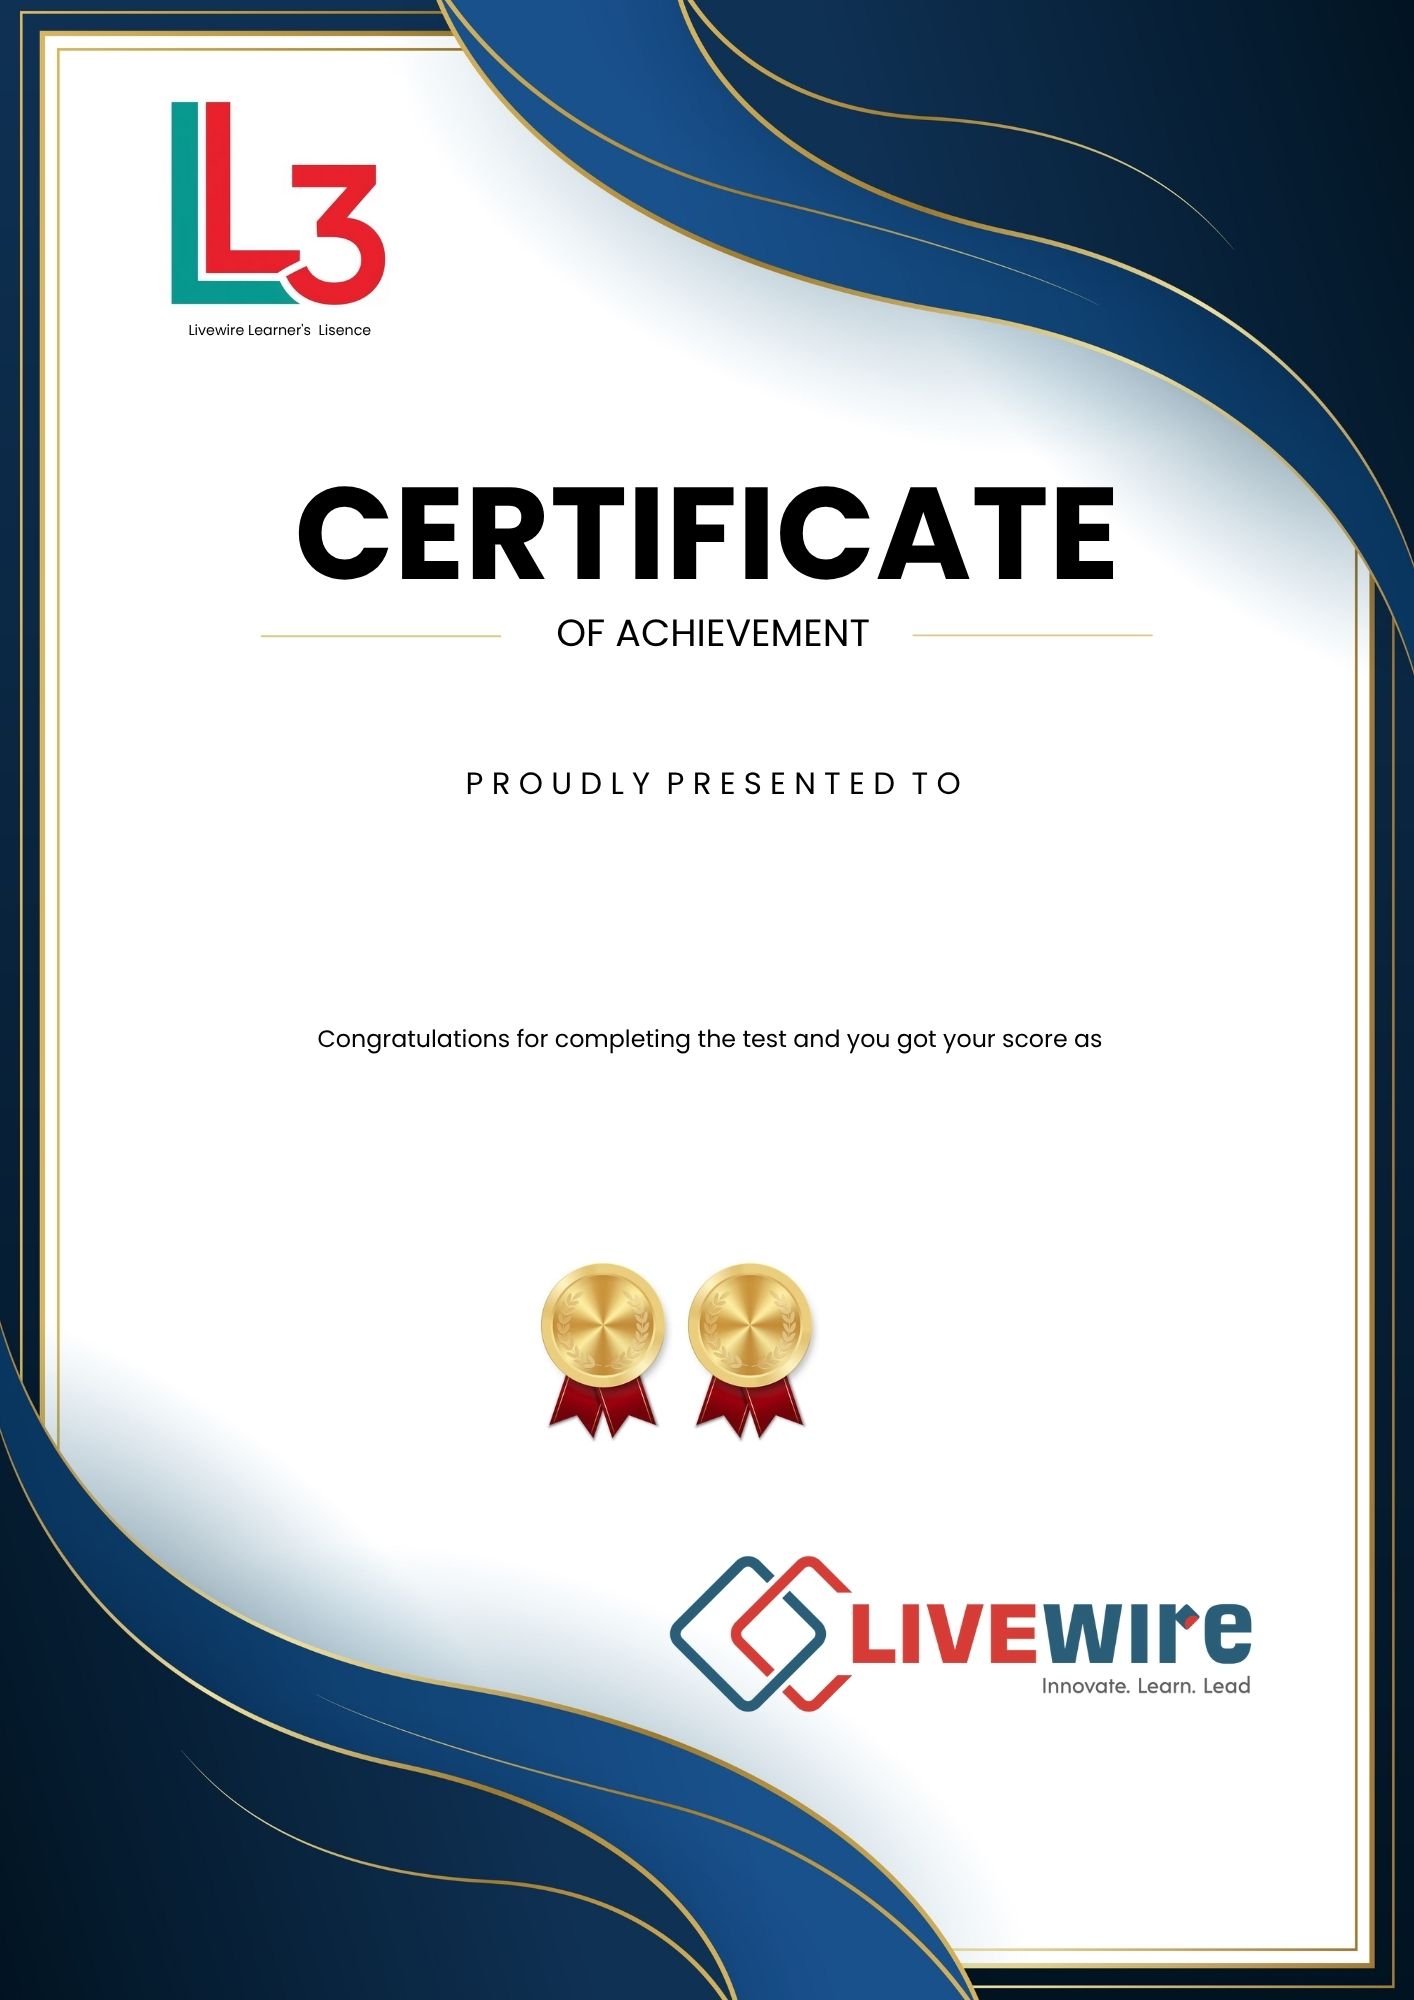 LL3
Livewire Learner's Lisence
CERTIFICATE
OF ACHIEVEMENT
PROUDLY PRESENTED TO
Congratulations for completing the test and you got your score as
LIVEWIre
Innovate. Learn. Lead